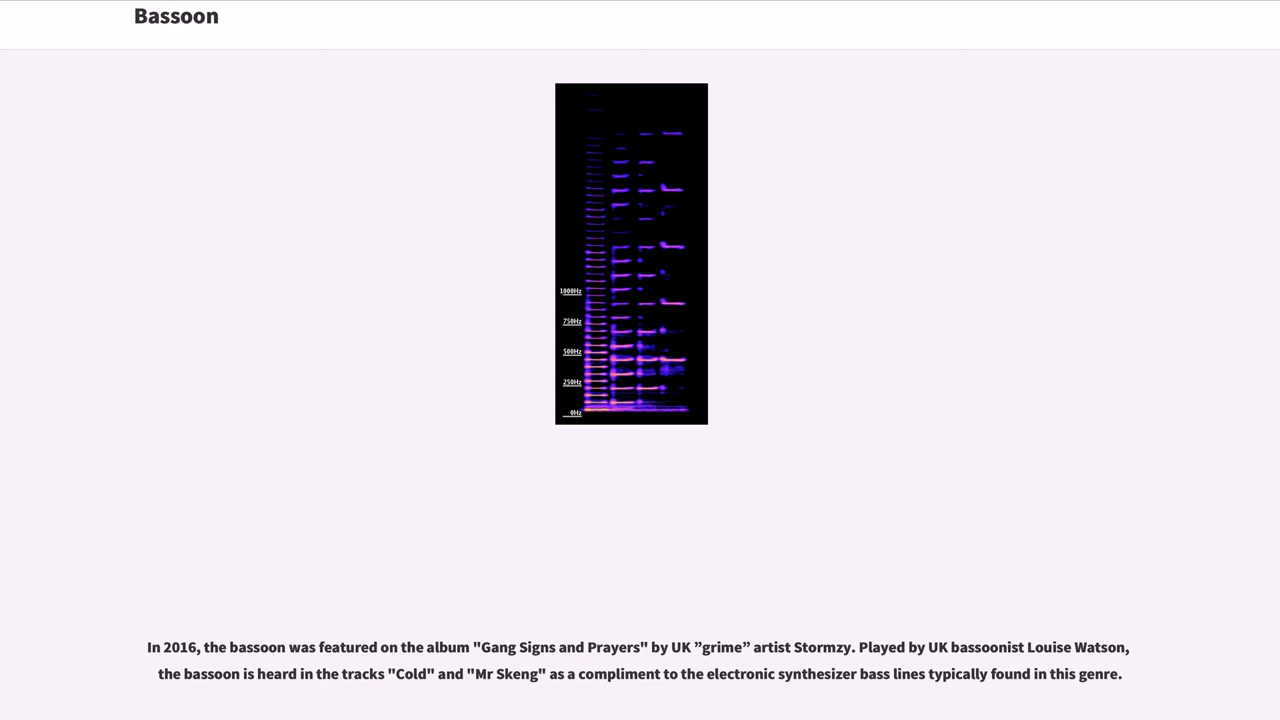 Bassoon
1000Hz
750Hz
500Hz
250Hz
0Hz
In 2016, the bassoon was featured on the album "Gang Signs and Prayers" by UK ”grime” artist Stormzy. Played by UK bassoonist Louise Watson,
the bassoon is heard in the tracks "Cold" and "Mr Skeng" as a compliment to the electronic synthesizer bass lines typically found in this genre.